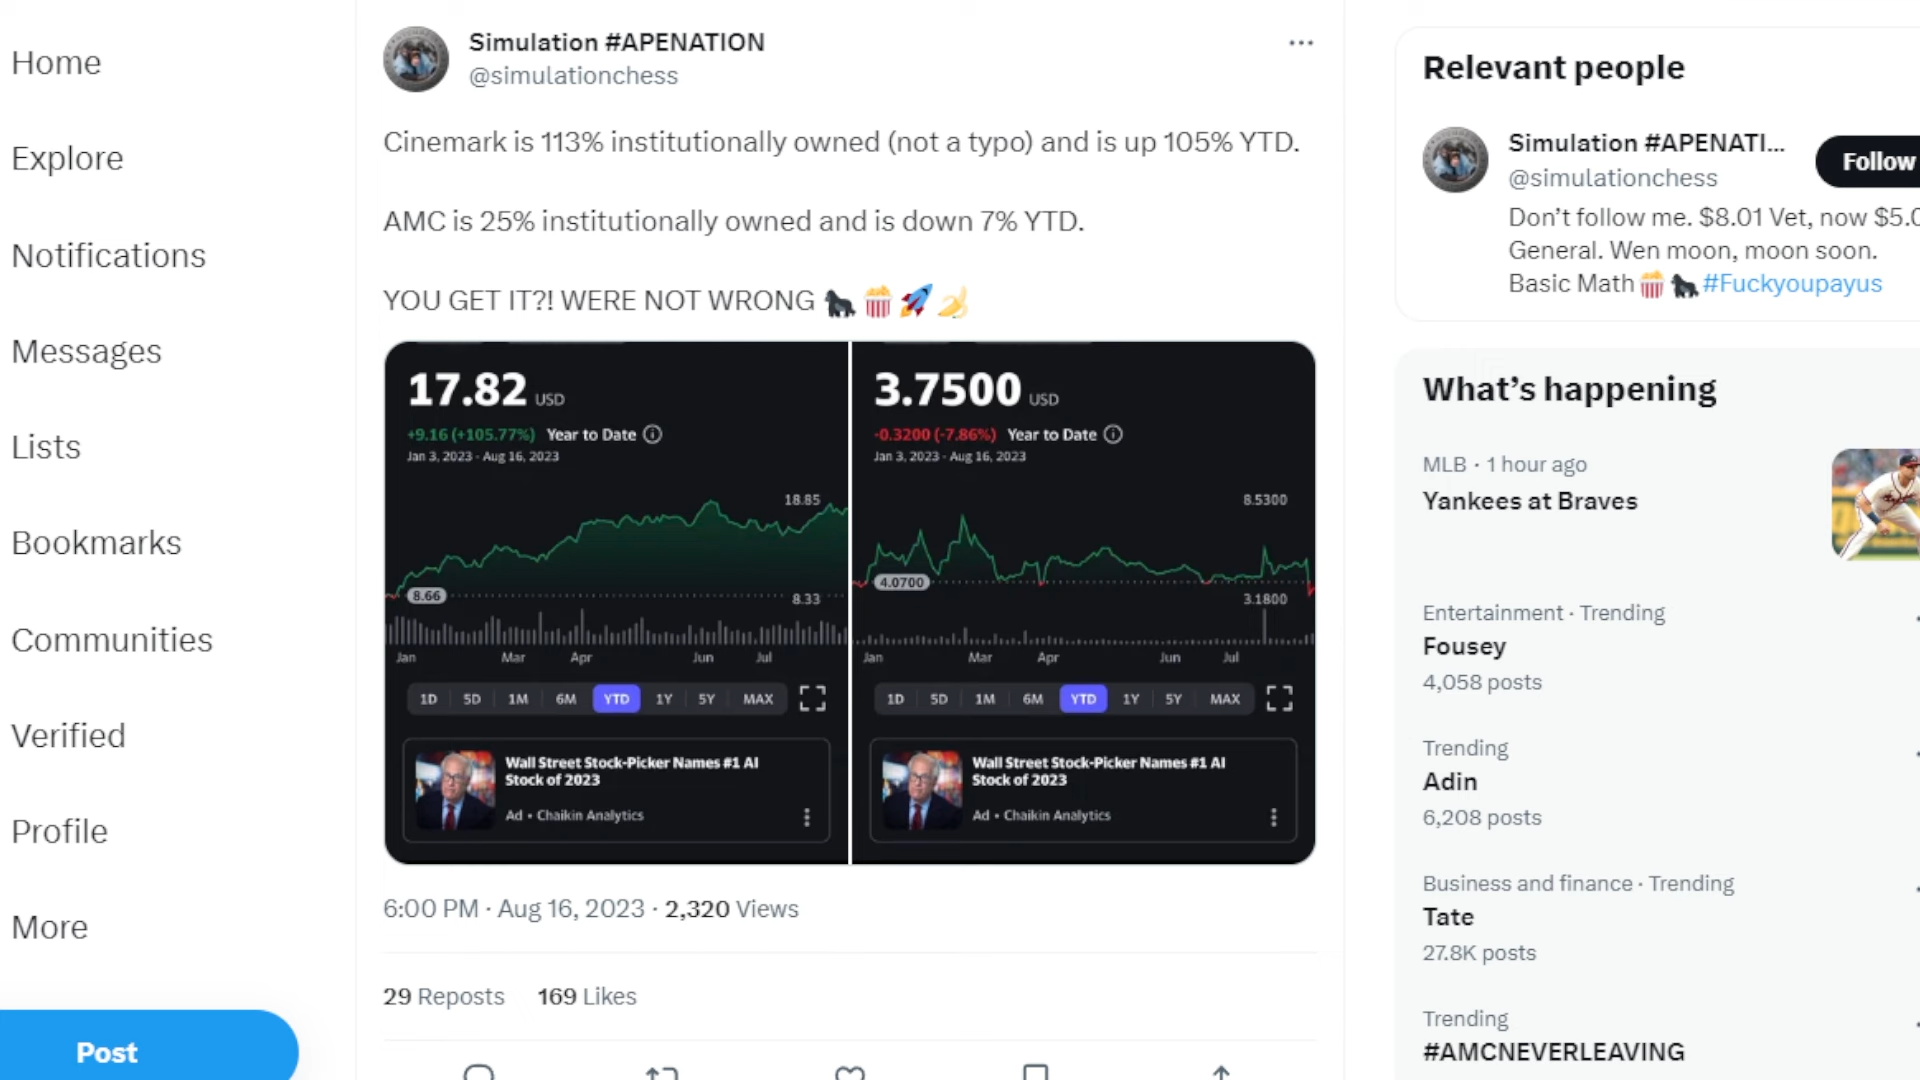 Home
Explore
Notifications
Messages
Lists
Bookmarks
Communities
Verified
Profile
More
Post
Simulation #APENATION
@simulationchess
Cinemark is 113% institutionally owned (not a typo) and is up 105% YTD.
AMC is 25% institutionally owned and is down 7% YTD.
YOU GET IT?! WERE NOT WRONG 🦍🍿🚀🍌
17.82 USD
+9.16 (+105.77%) Year to Date
Jan 3, 2023 - Aug 16, 2023
18.85
8.66
8.33
Jan Mar Apr Jun Jul
1D 5D 1M 6M YTD 1Y 5Y MAX
Wall Street Stock-Picker Names #1 AI
Stock of 2023
Ad • Chaikin Analytics
3.7500 USD
-0.3200 (-7.86%) Year to Date
Jan 3, 2023 - Aug 16, 2023
8.5300
4.0700
3.1800
Jan Mar Apr Jun Jul
1D 5D 1M 6M YTD 1Y 5Y MAX
Wall Street Stock-Picker Names #1 AI
Stock of 2023
Ad • Chaikin Analytics
6:00 PM · Aug 16, 2023 · 2,320 Views
29 Reposts 169 Likes
Relevant people
Simulation #APENATI...
@simulationchess
Follow
Don’t follow me. $8.01 Vet, now $5.0
General. Wen moon, moon soon.
Basic Math🍿🦍#Fuckyoupayus
What’s happening
MLB · 1 hour ago
Yankees at Braves
Entertainment · Trending
Fousey
4,058 posts
Trending
Adin
6,208 posts
Business and finance · Trending
Tate
27.8K posts
Trending
#AMCNEVERLEAVING